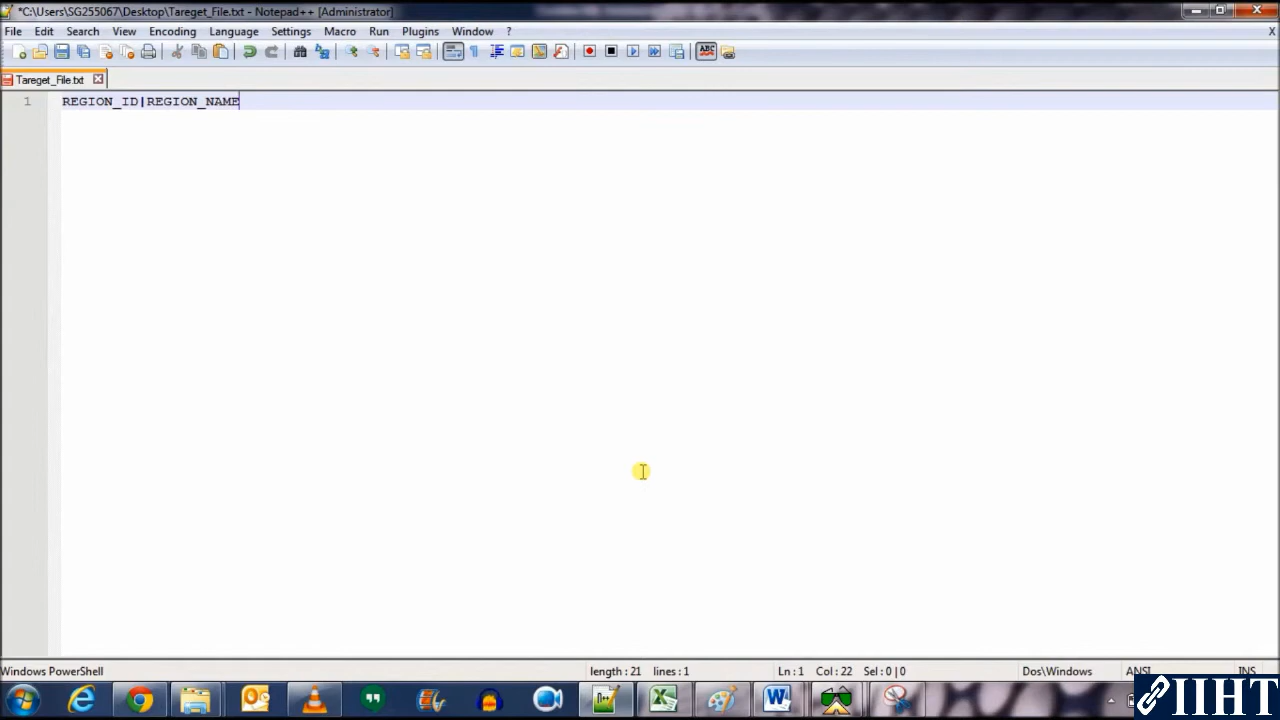 *C:\Users\SG255067\Desktop\Tareget_File.txt - Notepad++ [Administrator]
File Edit Search View Encoding Language Settings Macro Run Plugins Window ? X
Tareget_File.txt
1 REGION_ID|REGION_NAME
Windows PowerShell length : 21 lines : 1 Ln : 1 Col : 22 Sel : 0 | 0 Dos\Windows ANSI INS
IIHT